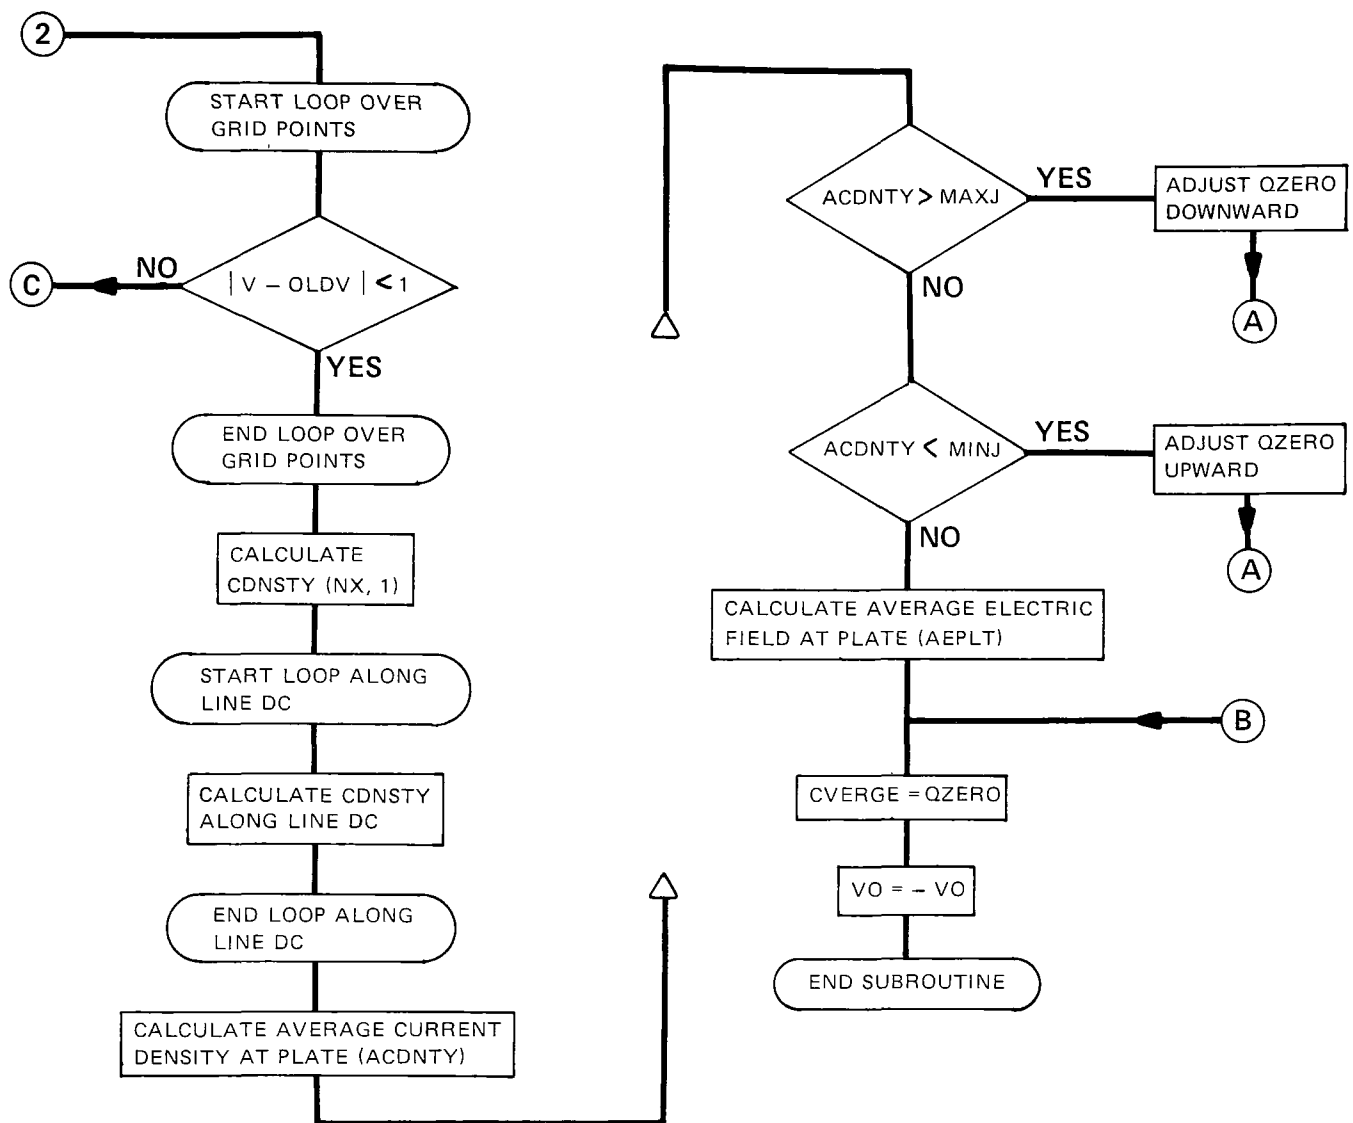 2
START LOOP OVER
GRID POINTS
| V – OLDV | < 1
NO
C
YES
END LOOP OVER
GRID POINTS
CALCULATE
CDNSTY (NX, 1)
START LOOP ALONG
LINE DC
CALCULATE CDNSTY
ALONG LINE DC
END LOOP ALONG
LINE DC
CALCULATE AVERAGE CURRENT
DENSITY AT PLATE (ACDNTY)
ACDNTY > MAXJ
YES
ADJUST QZERO
DOWNWARD
A
NO
ACDNTY < MINJ
YES
ADJUST QZERO
UPWARD
A
NO
CALCULATE AVERAGE ELECTRIC
FIELD AT PLATE (AEPLT)
B
CVERGE = QZERO
VO = – VO
END SUBROUTINE